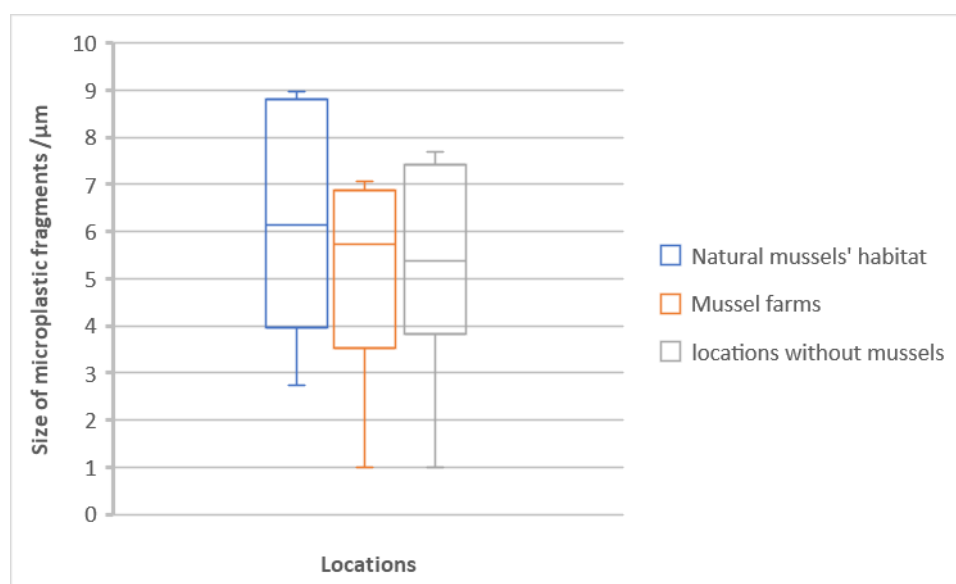 10
9
8
7
6
5
4
3
2
1
0
Size of microplastic fragments /µm
Locations
Natural mussels' habitat
Mussel farms
locations without mussels